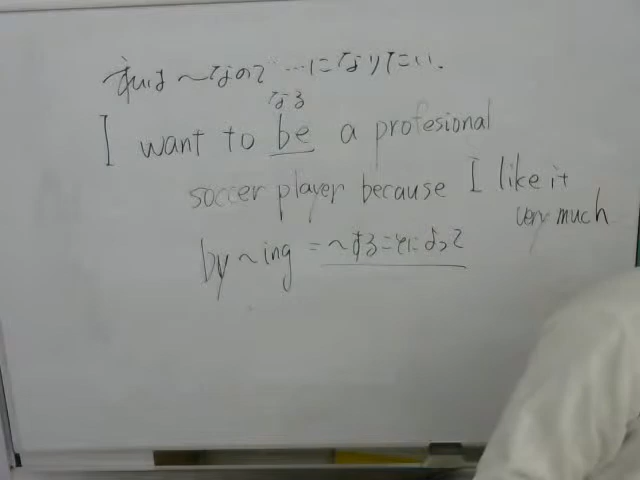 私は〜なので…になりたい.
なる
I want to be a profesional
soccer player because I like it
very much
by 〜ing = 〜することによって